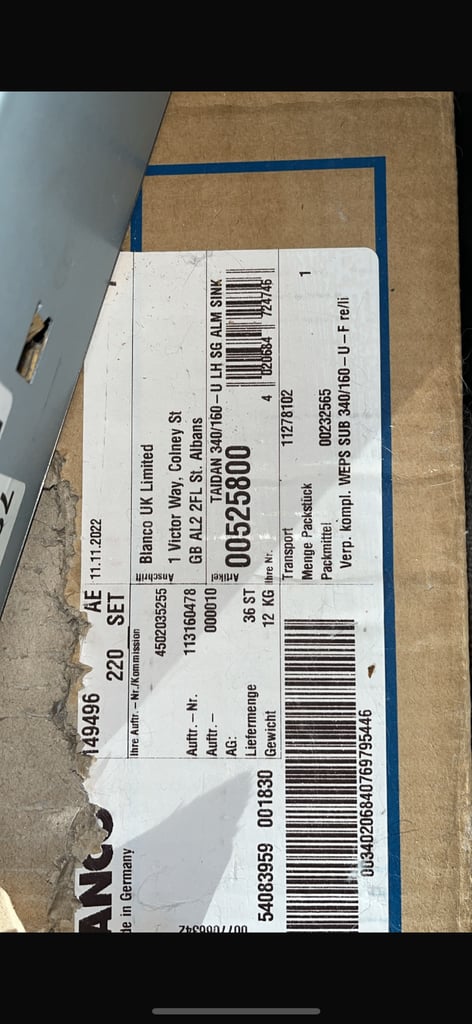 ANCO
de in Germany
149496 AE 11.11.2022
220 SET
Ihre Auftr.-Nr./Kommission
4502035255
Auftr.-Nr. 113160478
Auftr.- 000010
AG:
Liefermenge 36 ST
Gewicht 12 KG
Anschrift
Blanco UK Limited
1 Victor Way, Colney St
GB AL2 2FL St. Albans
Artikel
TAIDAN 340/160-U LH SG ALM SINK
00525800
4 020684 724746
Ihre Nr.
Transport 11278102
Menge Packstück 1
Packmittel 00232565
Verp. kompl. WEPS SUB 340/160-U-F re/li
54083959 001830
00340206840769795446